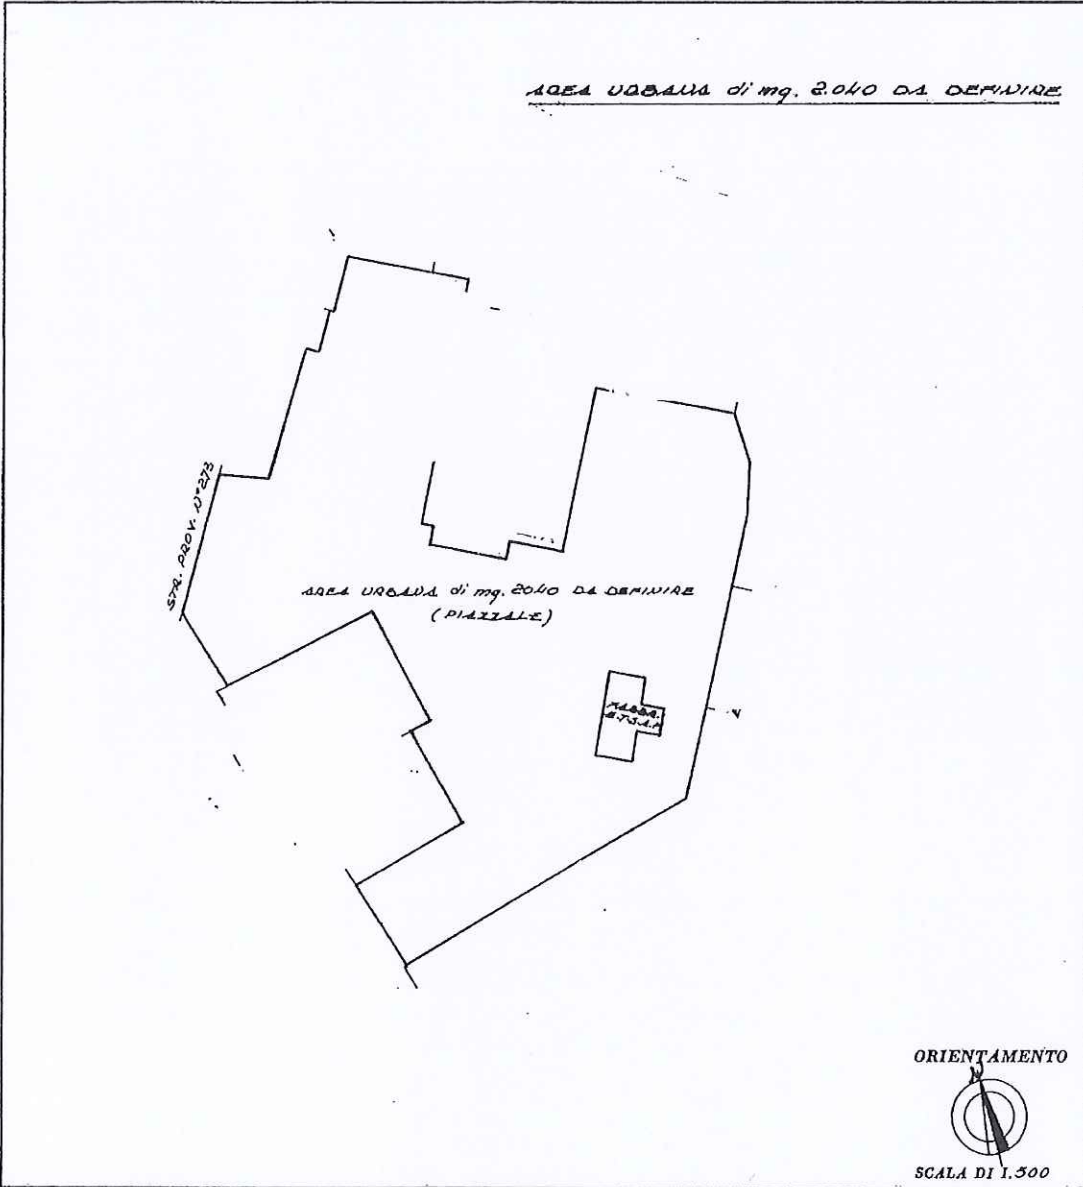 AREA URBANA di mq. 2.040 DA DEFINIRE
STR. PROV. N° 273
AREA URBANA di mq. 2040 DA DEFINIRE
(PIAZZALE)
ORIENTAMENTO
N
SCALA DI 1.500